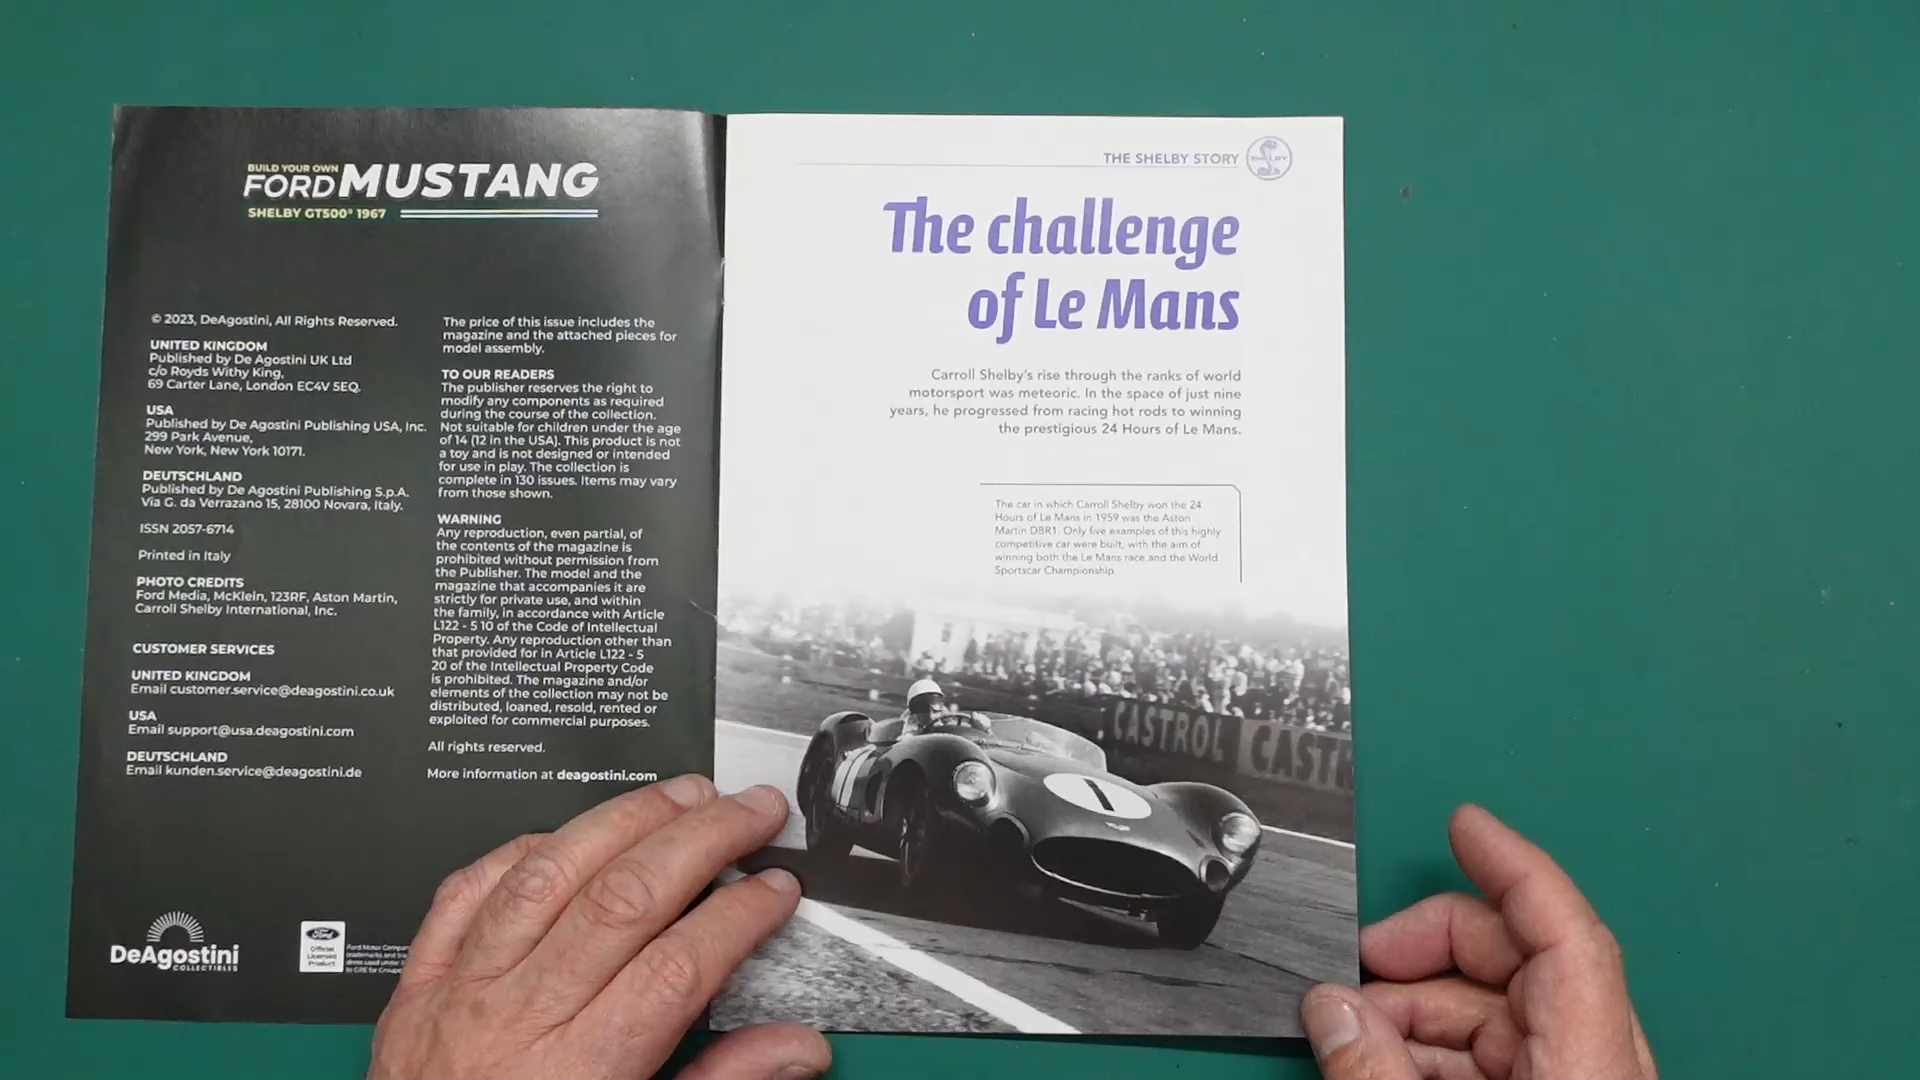 BUILD YOUR OWN
FORD MUSTANG
SHELBY GT500® 1967
© 2023, DeAgostini, All Rights Reserved.
UNITED KINGDOM
Published by De Agostini UK Ltd
c/o Royds Withy King,
69 Carter Lane, London EC4V 5EQ.
USA
Published by De Agostini Publishing USA, Inc.
299 Park Avenue,
New York, New York 10171.
DEUTSCHLAND
Published by De Agostini Publishing S.p.A.
Via G. da Verrazano 15, 28100 Novara, Italy.
ISSN 2057-6714
Printed in Italy
PHOTO CREDITS
Ford Media, McKlein, 123RF, Aston Martin,
Carroll Shelby International, Inc.
CUSTOMER SERVICES
UNITED KINGDOM
Email customer.service@deagostini.co.uk
USA
Email support@usa.deagostini.com
DEUTSCHLAND
Email kunden.service@deagostini.de
The price of this issue includes the
magazine and the attached pieces for
model assembly.
TO OUR READERS
The publisher reserves the right to
modify any components as required
during the course of the collection.
Not suitable for children under the age
of 14 (12 in the USA). This product is not
a toy and is not designed or intended
for use in play. The collection is
complete in 130 issues. Items may vary
from those shown.
WARNING
Any reproduction, even partial, of
the contents of the magazine is
prohibited without permission from
the Publisher. The model and the
magazine that accompanies it are
strictly for private use, and within
the family, in accordance with Article
L122 - 5 10 of the Code of Intellectual
Property. Any reproduction other than
that provided for in Article L122 - 5
20 of the Intellectual Property Code
is prohibited. The magazine and/or
elements of the collection may not be
distributed, loaned, resold, rented or
exploited for commercial purposes.
All rights reserved.
More information at deagostini.com
DeAgostini
COLLECTIBLES
Ford
Official
Licensed
Product
Ford Motor Compan
trademarks and tra
dress used under l
to
THE SHELBY STORY
SHELBY
The challenge
of Le Mans
Carroll Shelby's rise through the ranks of world
motorsport was meteoric. In the space of just nine
years, he progressed from racing hot rods to winning
the prestigious 24 Hours of Le Mans.
The car in which Carroll Shelby won the 24
Hours of Le Mans in 1959 was the Aston
Martin DBR1. Only five examples of this highly
competitive car were built, with the aim of
winning both the Le Mans race and the World
Sportscar Championship
CASTROL CASTR
1